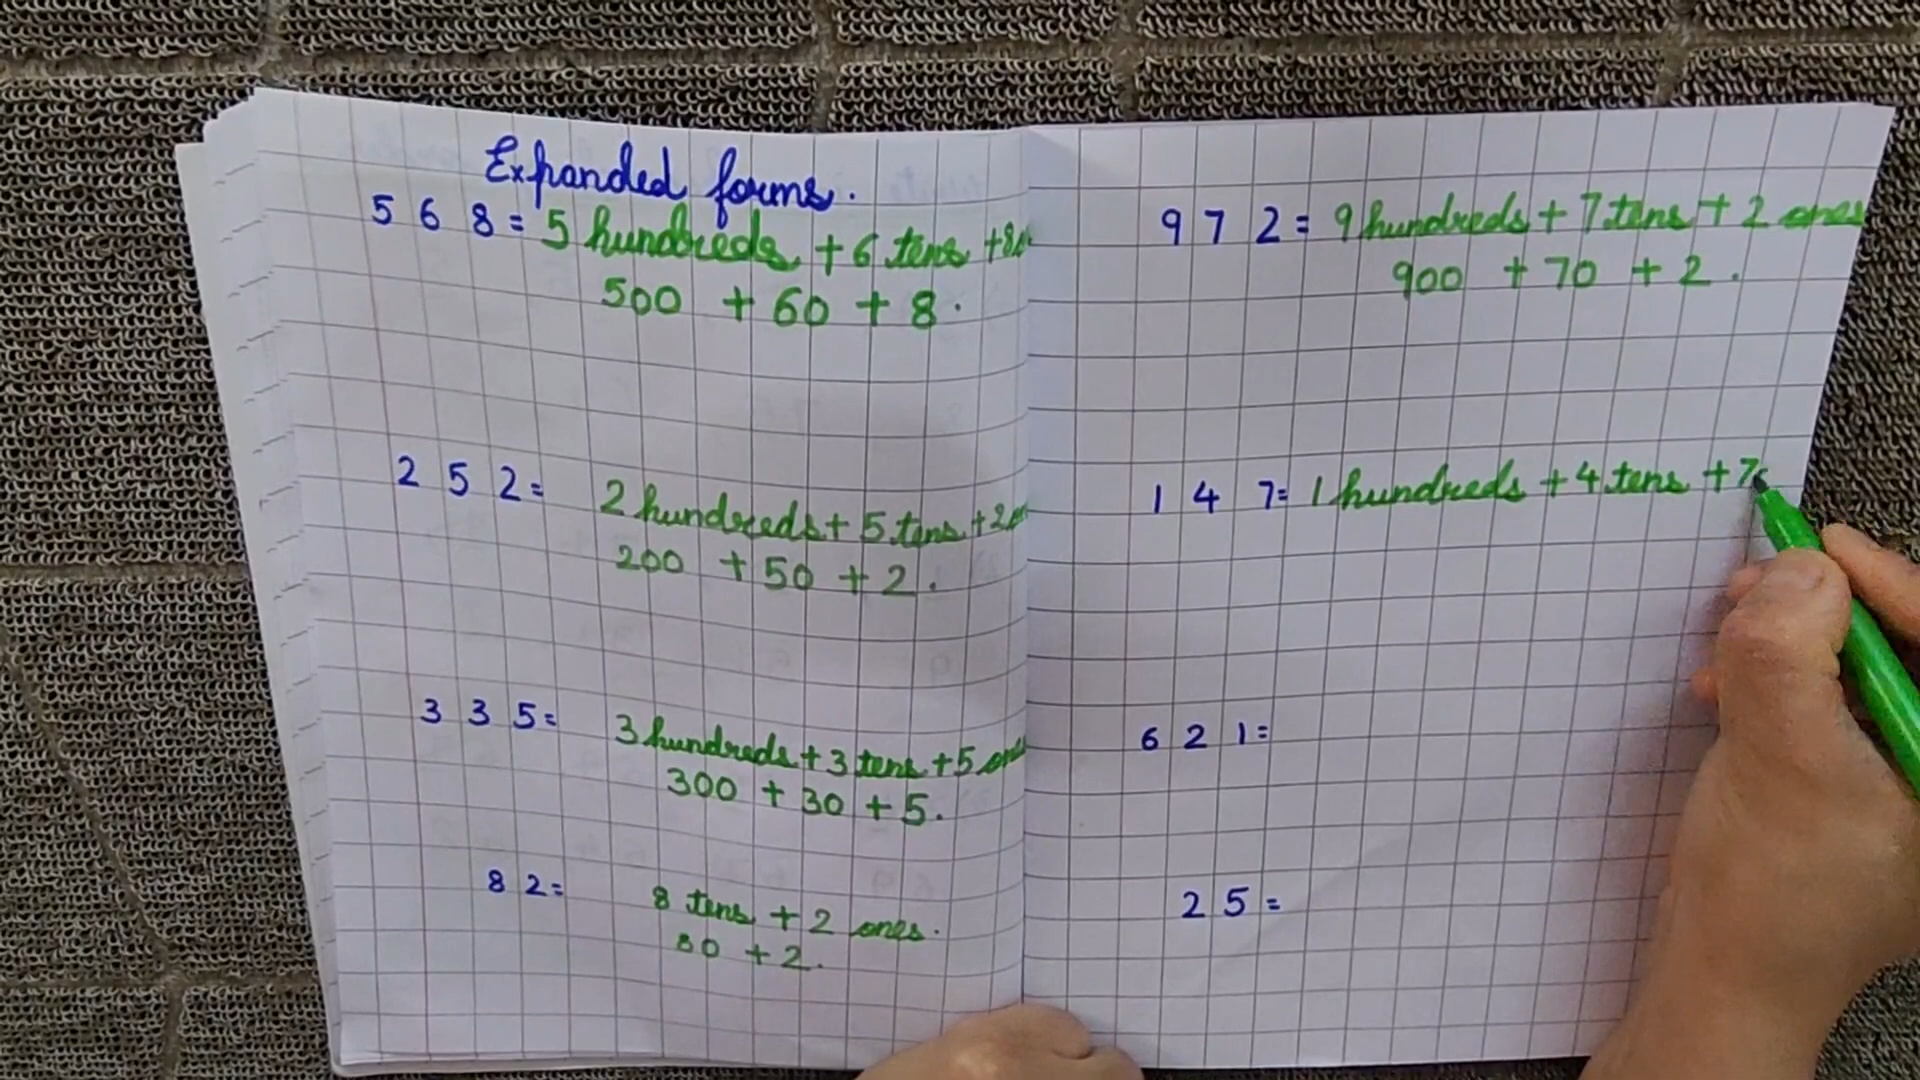 Expanded forms.
5 6 8 = 5 hundreds + 6 tens + 8
500 + 60 + 8.
2 5 2 = 2 hundreds + 5 tens + 2
200 + 50 + 2.
3 3 5 = 3 hundreds + 3 tens + 5 ones
300 + 30 + 5.
8 2 = 8 tens + 2 ones.
80 + 2.
9 7 2 = 9 hundreds + 7 tens + 2 ones
900 + 70 + 2.
1 4 7 = 1 hundreds + 4 tens + 7
6 2 1 =
2 5 =